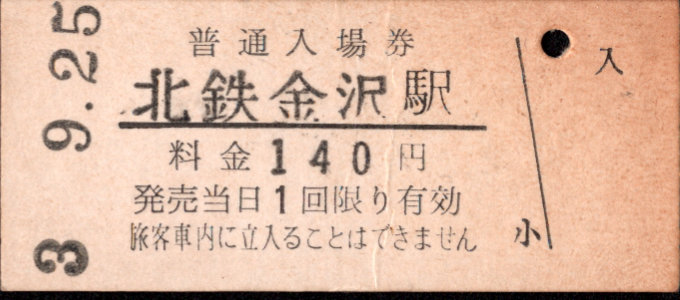 普通入場券
北鉄金沢駅
料金140円
発売当日1回限り有効
旅客車内に立入ることはできません
3 9.25
入
小